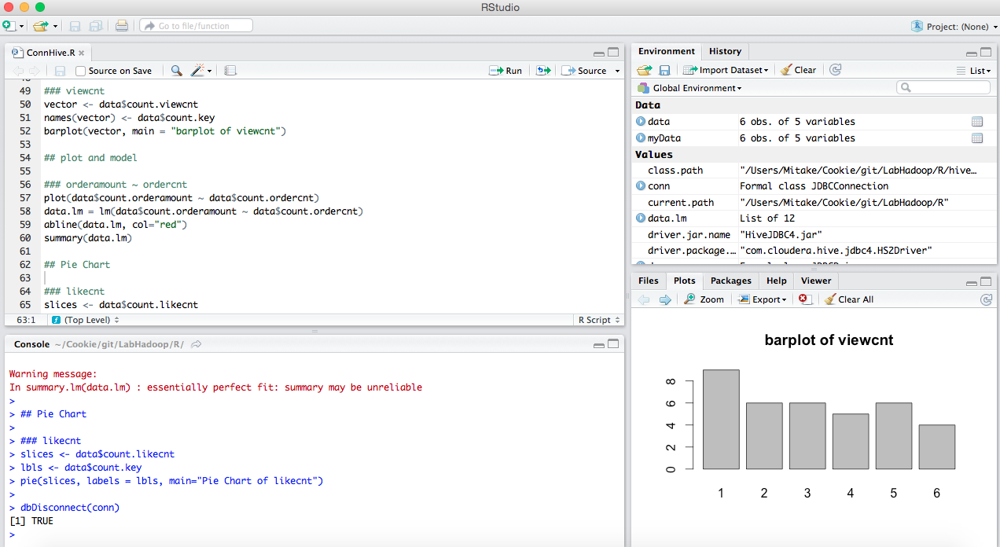 RStudio
Go to file/function
Project: (None)
ConnHive.R
Source on Save
Run
Source
49 ### viewcnt
50 vector <- data$count.viewcnt
51 names(vector) <- data$count.key
52 barplot(vector, main = "barplot of viewcnt")
53
54 ## plot and model
55
56 ### orderamount ~ ordercnt
57 plot(data$count.orderamount ~ data$count.ordercnt)
58 data.lm = lm(data$count.orderamount ~ data$count.ordercnt)
59 abline(data.lm, col="red")
60 summary(data.lm)
61
62 ## Pie Chart
63
64 ### likecnt
65 slices <- data$count.likecnt
63:1 (Top Level) R Script
Console ~/Cookie/git/LabHadoop/R/
Warning message:
In summary.lm(data.lm) : essentially perfect fit: summary may be unreliable
>
> ## Pie Chart
>
> ### likecnt
> slices <- data$count.likecnt
> lbls <- data$count.key
> pie(slices, labels = lbls, main="Pie Chart of likecnt")
>
> dbDisconnect(conn)
[1] TRUE
>
Environment History
Import Dataset Clear List
Global Environment
Data
data 6 obs. of 5 variables
myData 6 obs. of 5 variables
Values
class.path "/Users/Mitake/Cookie/git/LabHadoop/R/hive…
conn Formal class JDBCConnection
current.path "/Users/Mitake/Cookie/git/LabHadoop/R"
data.lm List of 12
driver.jar.name "HiveJDBC4.jar"
driver.package.… "com.cloudera.hive.jdbc4.HS2Driver"
Files Plots Packages Help Viewer
Zoom Export Clear All
barplot of viewcnt
8
6
4
2
0
1 2 3 4 5 6